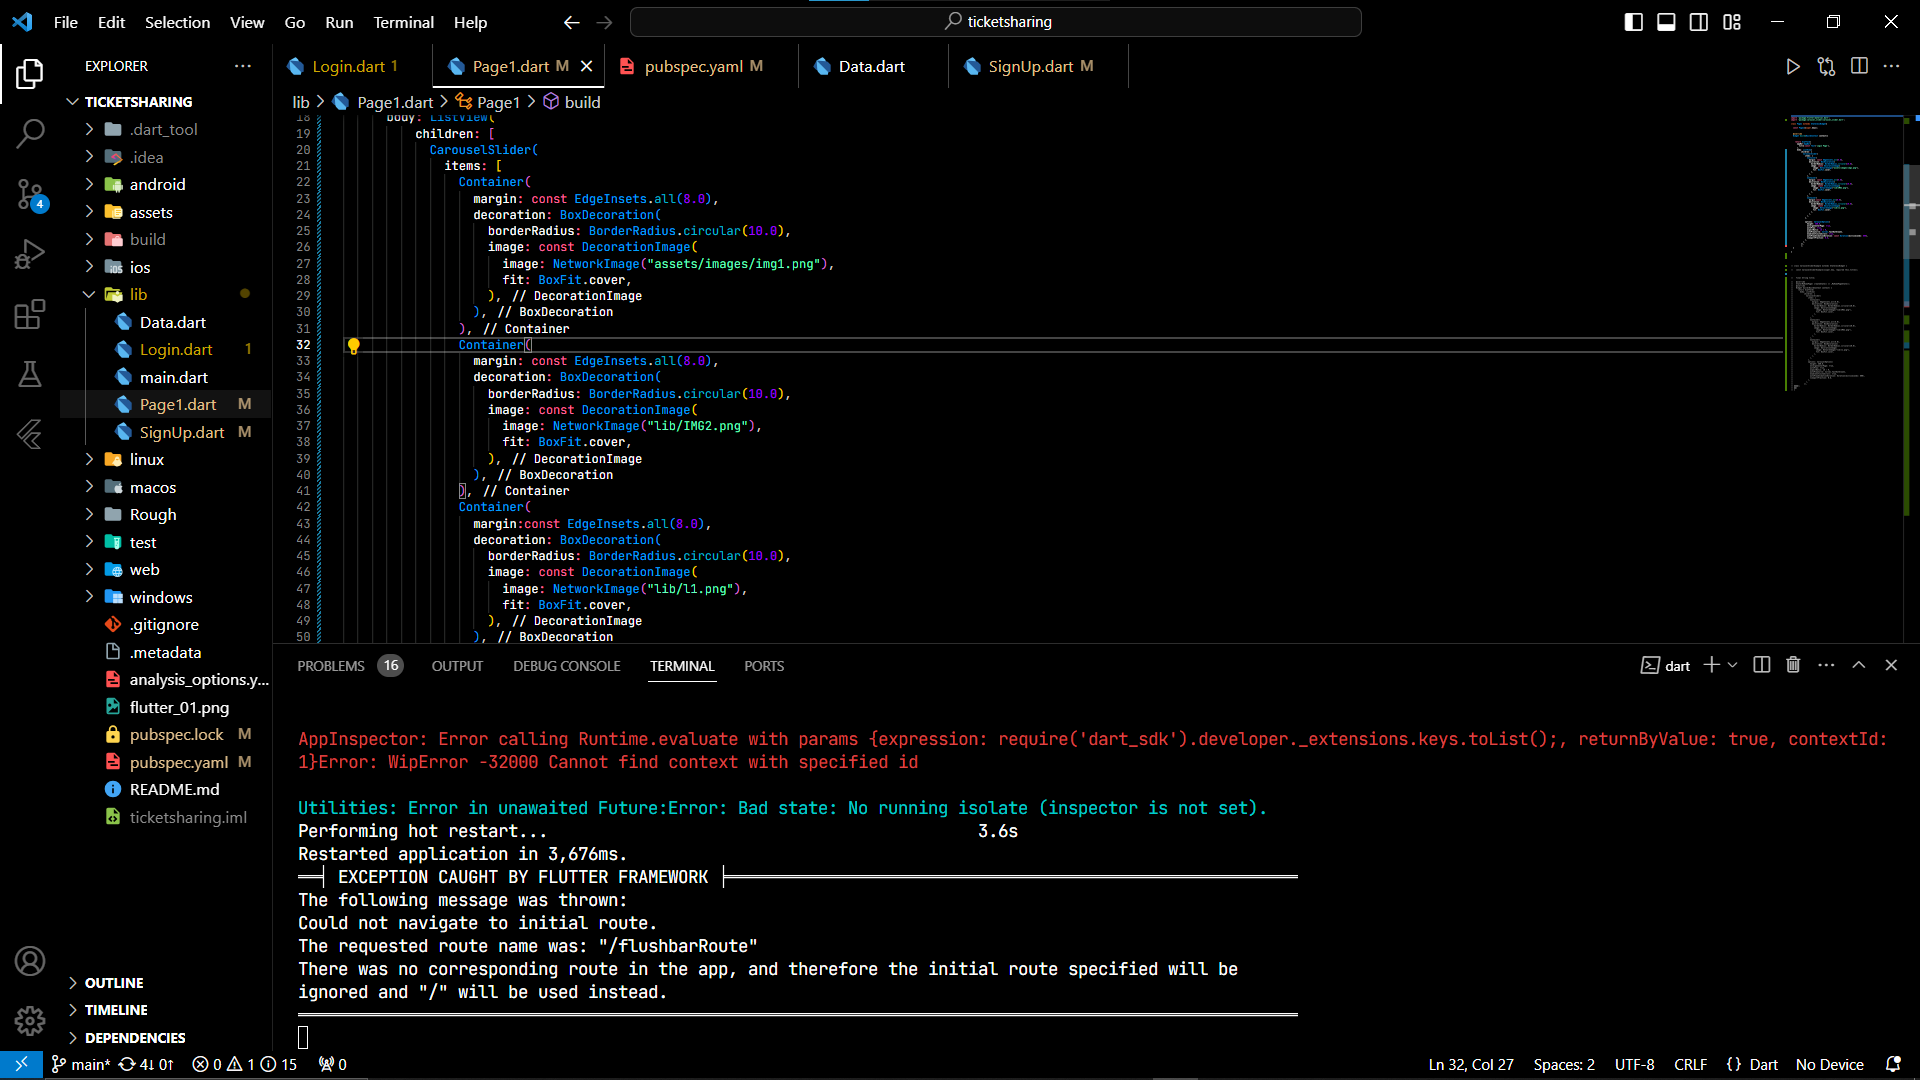 File Edit Selection View Go Run Terminal Help
ticketsharing
EXPLORER
TICKETSHARING
.dart_tool
.idea
android
assets
build
ios
lib
Data.dart
Login.dart 1
main.dart
Page1.dart M
SignUp.dart M
linux
macos
Rough
test
web
windows
.gitignore
.metadata
analysis_options.y...
flutter_01.png
pubspec.lock M
pubspec.yaml M
README.md
ticketsharing.iml
OUTLINE
TIMELINE
DEPENDENCIES
4
Login.dart 1 Page1.dart M pubspec.yaml M Data.dart SignUp.dart M
lib > Page1.dart > Page1 > build
18 body: ListView(
19 children: [
20 CarouselSlider(
21 items: [
22 Container(
23 margin: const EdgeInsets.all(8.0),
24 decoration: BoxDecoration(
25 borderRadius: BorderRadius.circular(10.0),
26 image: const DecorationImage(
27 image: NetworkImage("assets/images/img1.png"),
28 fit: BoxFit.cover,
29 ), // DecorationImage
30 ), // BoxDecoration
31 ), // Container
32 Container(
33 margin: const EdgeInsets.all(8.0),
34 decoration: BoxDecoration(
35 borderRadius: BorderRadius.circular(10.0),
36 image: const DecorationImage(
37 image: NetworkImage("lib/IMG2.png"),
38 fit: BoxFit.cover,
39 ), // DecorationImage
40 ), // BoxDecoration
41 ), // Container
42 Container(
43 margin:const EdgeInsets.all(8.0),
44 decoration: BoxDecoration(
45 borderRadius: BorderRadius.circular(10.0),
46 image: const DecorationImage(
47 image: NetworkImage("lib/l1.png"),
48 fit: BoxFit.cover,
49 ), // DecorationImage
50 ), // BoxDecoration
PROBLEMS 16 OUTPUT DEBUG CONSOLE TERMINAL PORTS
dart
AppInspector: Error calling Runtime.evaluate with params {expression: require('dart_sdk').developer._extensions.keys.toList();, returnByValue: true, contextId:
1}Error: WipError -32000 Cannot find context with specified id
Utilities: Error in unawaited Future:Error: Bad state: No running isolate (inspector is not set).
Performing hot restart... 3.6s
Restarted application in 3,676ms.
══╡ EXCEPTION CAUGHT BY FLUTTER FRAMEWORK ╞═════════════════════════════════════════════════════════
The following message was thrown:
Could not navigate to initial route.
The requested route name was: "/flushbarRoute"
There was no corresponding route in the app, and therefore the initial route specified will be
ignored and "/" will be used instead.
════════════════════════════════════════════════════════════════════════════════════════════════════
main* 4↓ 0↑ 0 1 15 0
Ln 32, Col 27 Spaces: 2 UTF-8 CRLF {} Dart No Device